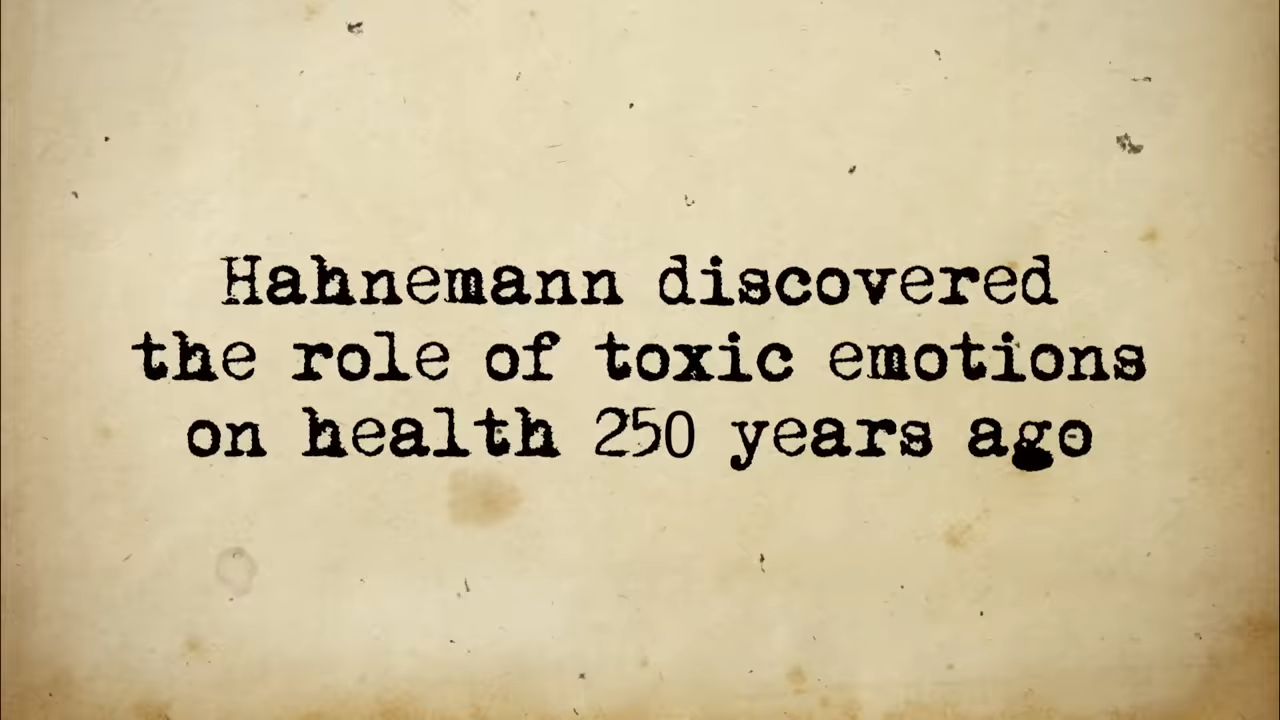 Hahnemann discovered
the role of toxic emotions
on health 250 years ago